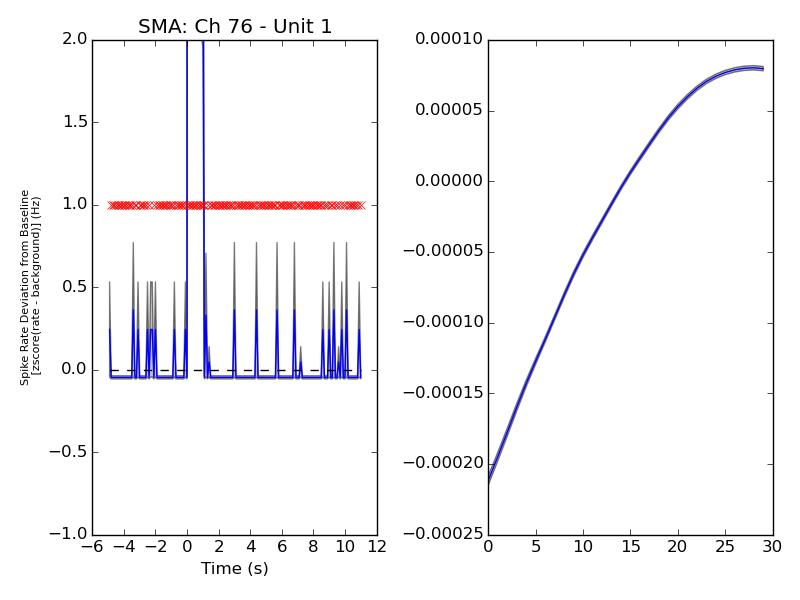 SMA: Ch 76 - Unit 1
2.0
1.5
1.0
0.5
0.0
−0.5
−1.0
Spike Rate Deviation from Baseline
[zscore(rate - background)] (Hz)
−6 −4 −2 0 2 4 6 8 10 12
Time (s)
0.00010
0.00005
0.00000
−0.00005
−0.00010
−0.00015
−0.00020
−0.00025
0 5 10 15 20 25 30